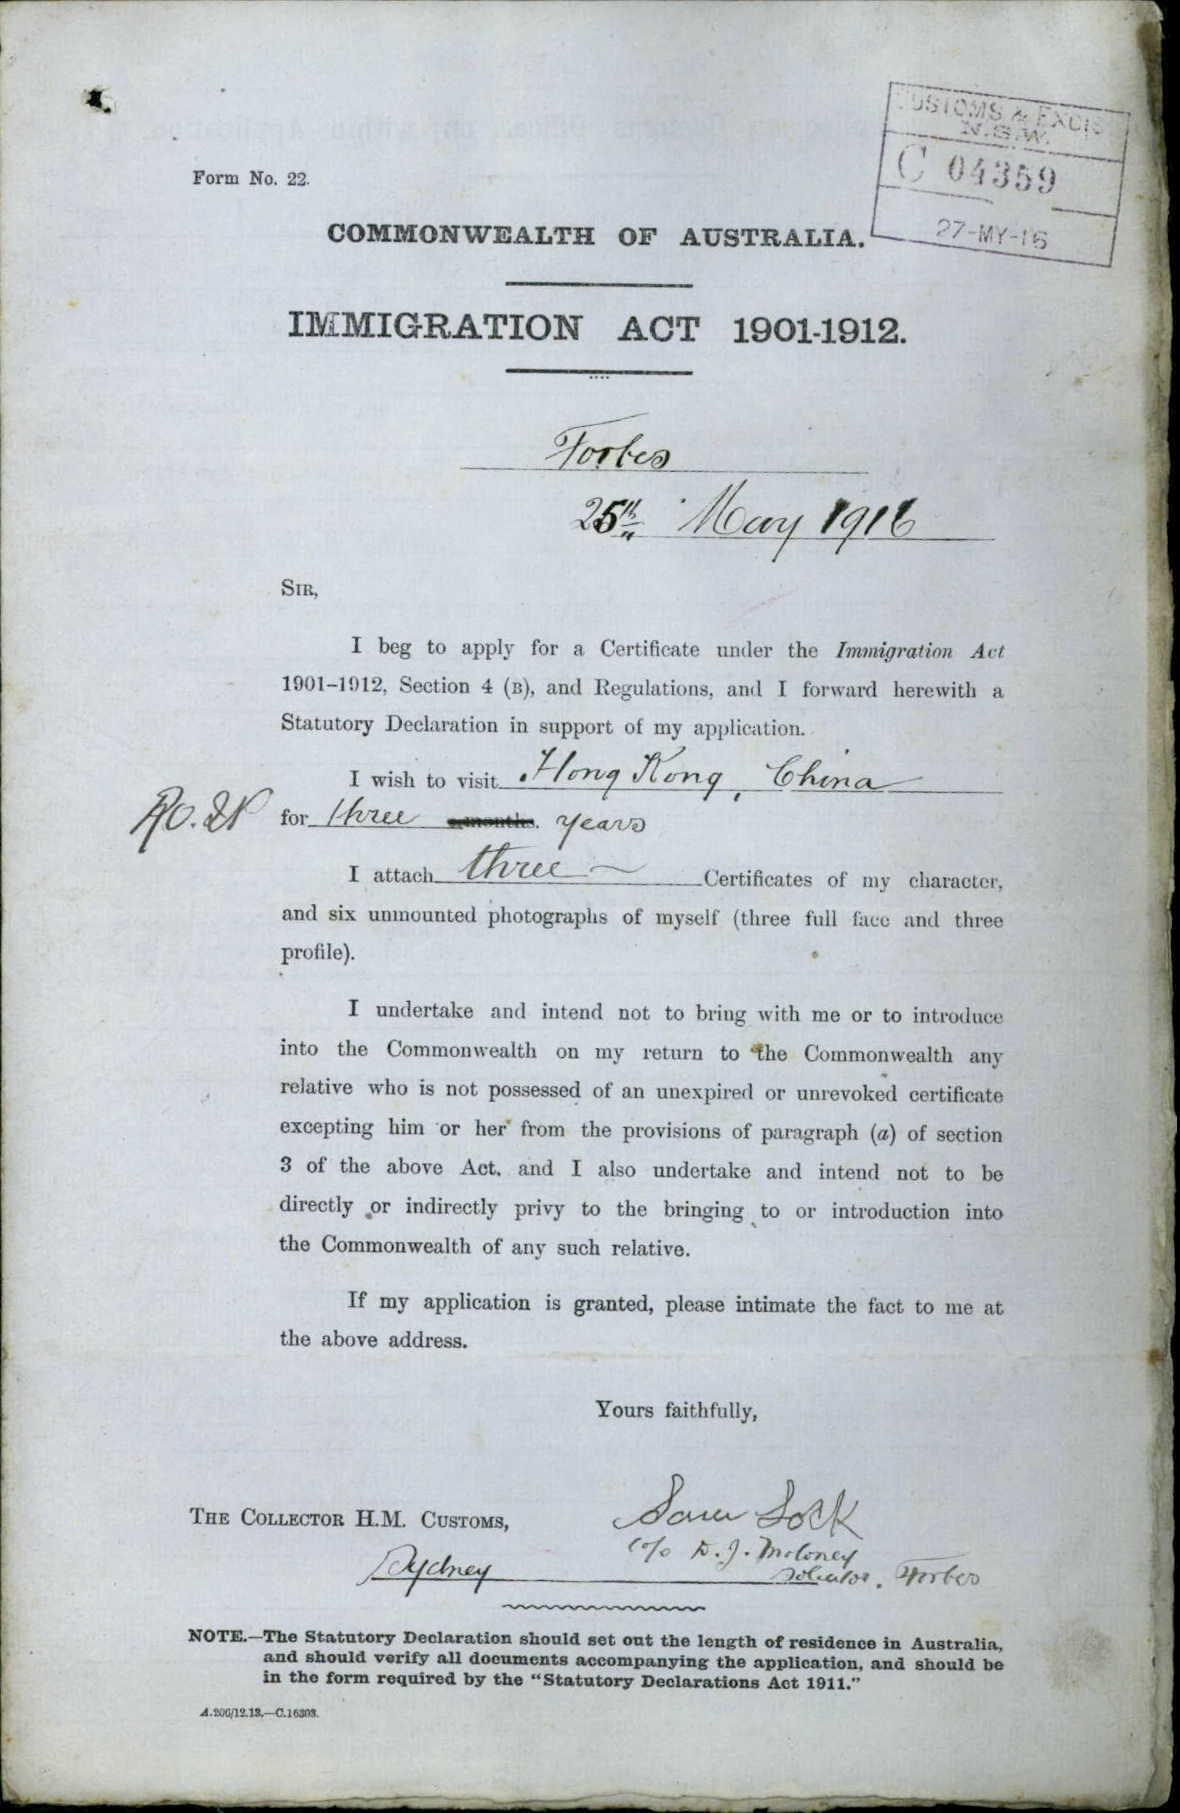 CUSTOMS & EXCISE
N.S.W.
C 04359
27-MY-16
Form No. 22.
COMMONWEALTH OF AUSTRALIA.
IMMIGRATION ACT 1901-1912.
Forbes
25th May 1916
SIR,
I beg to apply for a Certificate under the Immigration Act
1901-1912, Section 4 (B), and Regulations, and I forward herewith a
Statutory Declaration in support of my application.
I wish to visit Hong Kong, China
for three months. years
I attach three Certificates of my character,
and six unmounted photographs of myself (three full face and three
profile).
I undertake and intend not to bring with me or to introduce
into the Commonwealth on my return to the Commonwealth any
relative who is not possessed of an unexpired or unrevoked certificate
excepting him or her from the provisions of paragraph (a) of section
3 of the above Act, and I also undertake and intend not to be
directly or indirectly privy to the bringing to or introduction into
the Commonwealth of any such relative.
If my application is granted, please intimate the fact to me at
the above address.
Yours faithfully,
Sam Lock
THE COLLECTOR H.M. CUSTOMS,
c/o D. J. Moloney
Sydney
Solicitor, Forbes
NOTE.—The Statutory Declaration should set out the length of residence in Australia,
and should verify all documents accompanying the application, and should be
in the form required by the "Statutory Declarations Act 1911."
A.200/12.13.—C.16303.